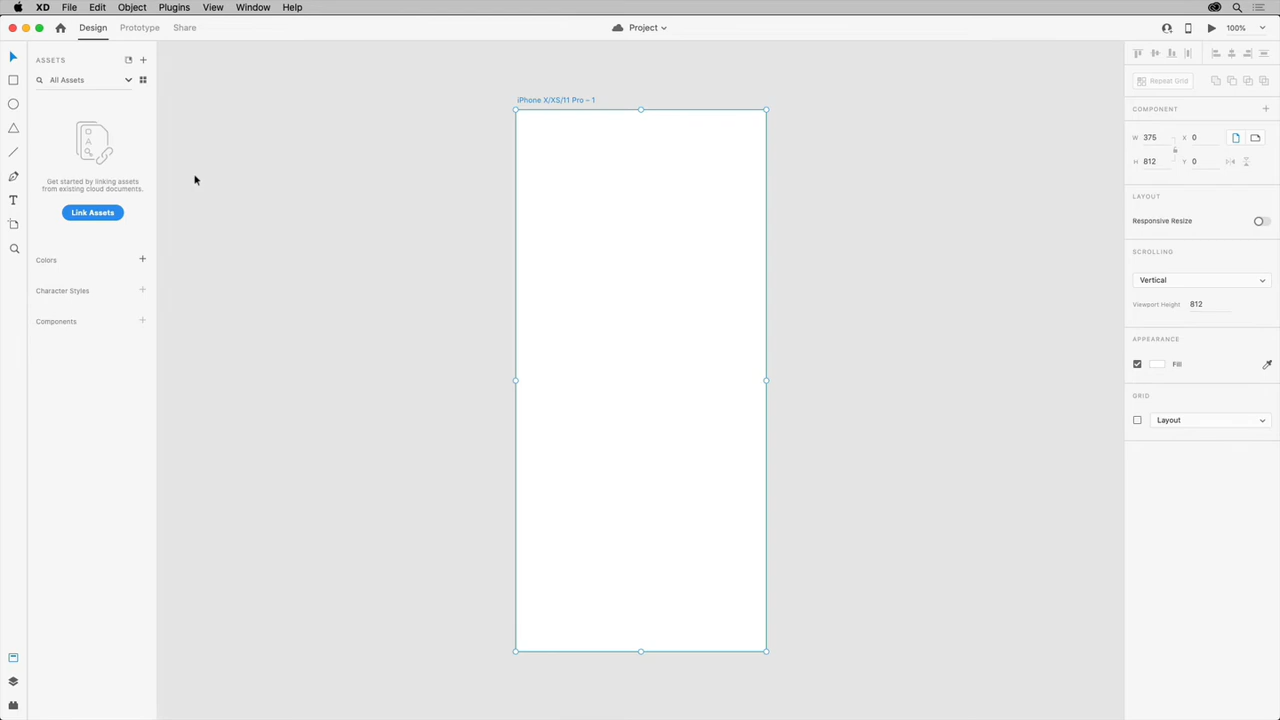 XD File Edit Object Plugins View Window Help
Design Prototype Share
Project
100%
ASSETS
All Assets
Get started by linking assets
from existing cloud documents.
Link Assets
Colors
Character Styles
Components
iPhone X/XS/11 Pro – 1
Repeat Grid
COMPONENT
W 375 X 0
H 812 Y 0
LAYOUT
Responsive Resize
SCROLLING
Vertical
Viewport Height 812
APPEARANCE
Fill
GRID
Layout